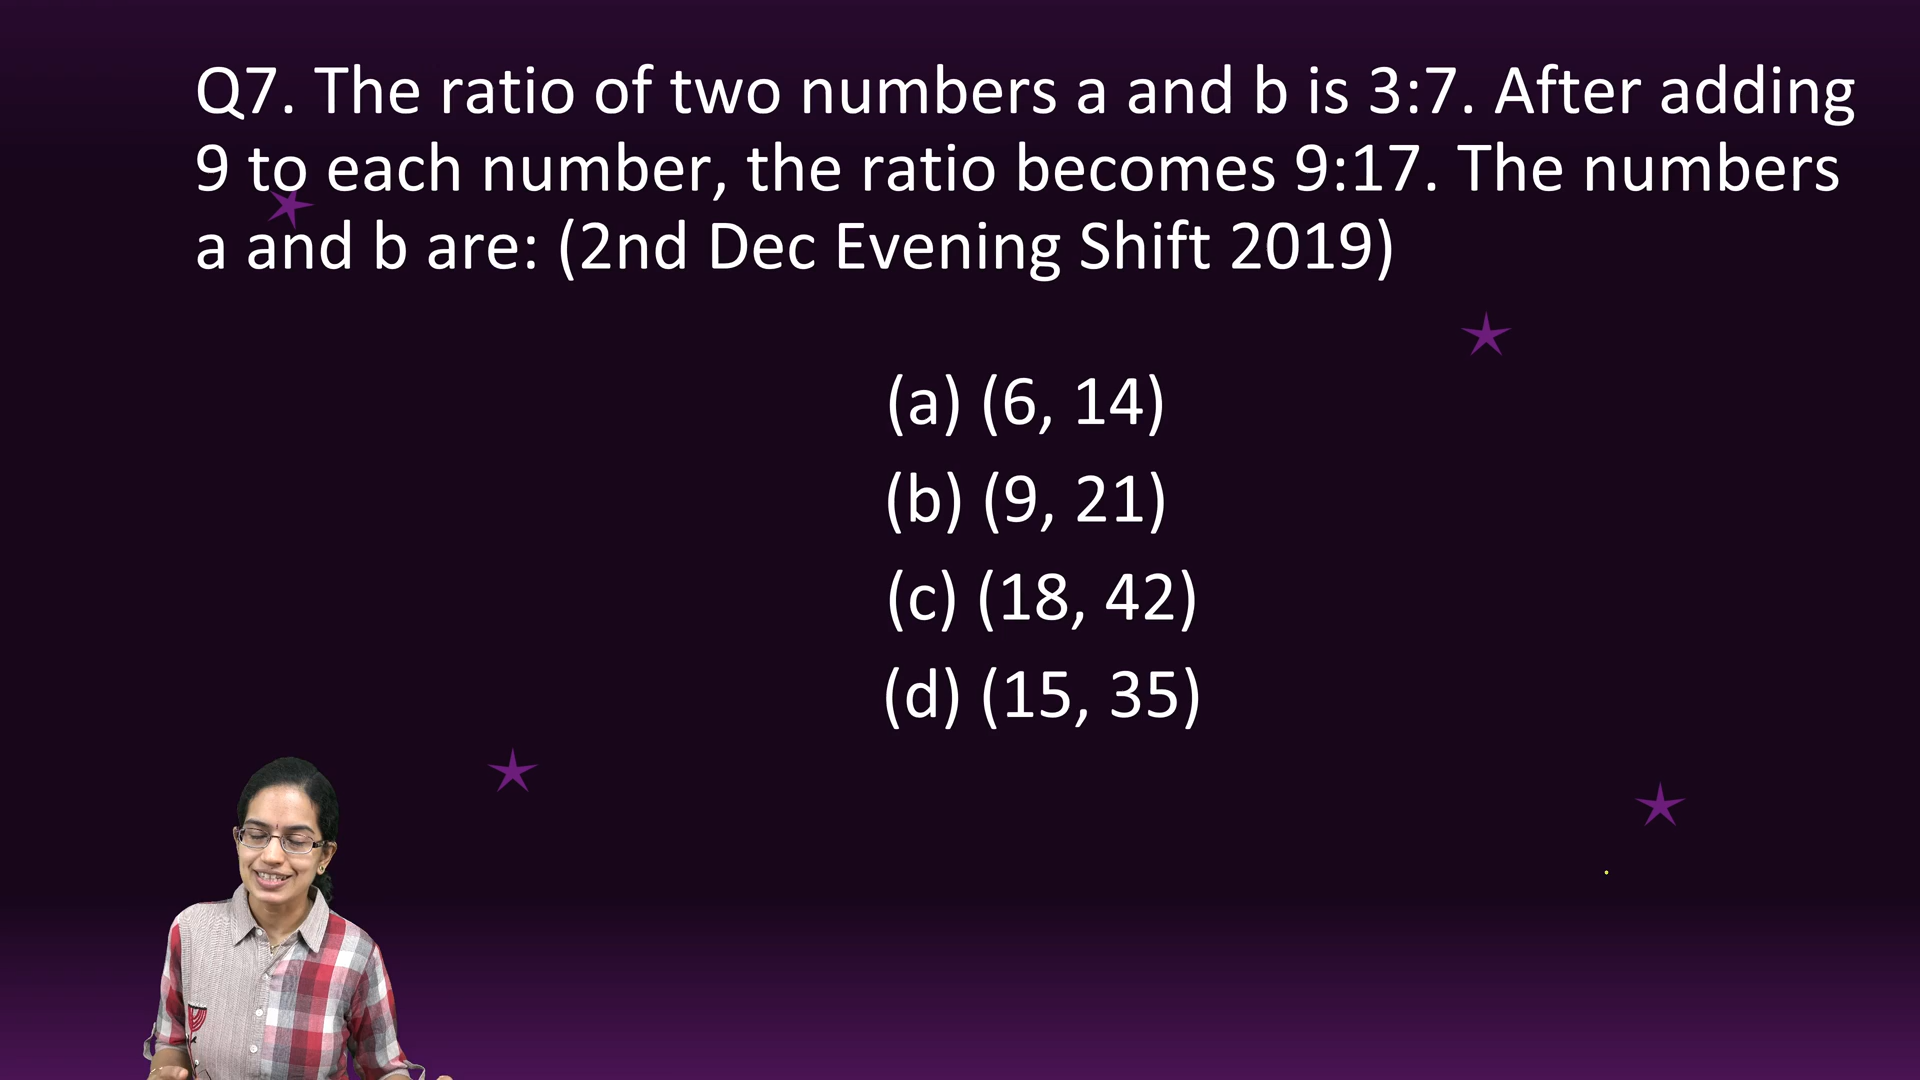 Q7. The ratio of two numbers a and b is 3:7. After adding
9 to each number, the ratio becomes 9:17. The numbers
a and b are: (2nd Dec Evening Shift 2019)
(a) (6, 14)
(b) (9, 21)
(c) (18, 42)
(d) (15, 35)